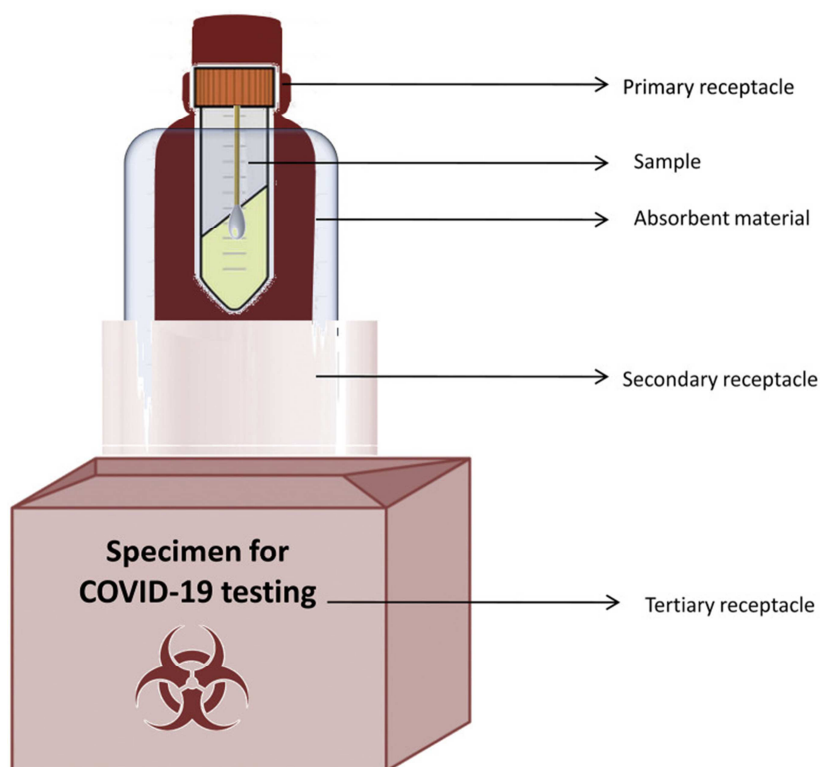 Primary receptacle
Sample
Absorbent material
Secondary receptacle
Specimen for
COVID-19 testing
Tertiary receptacle